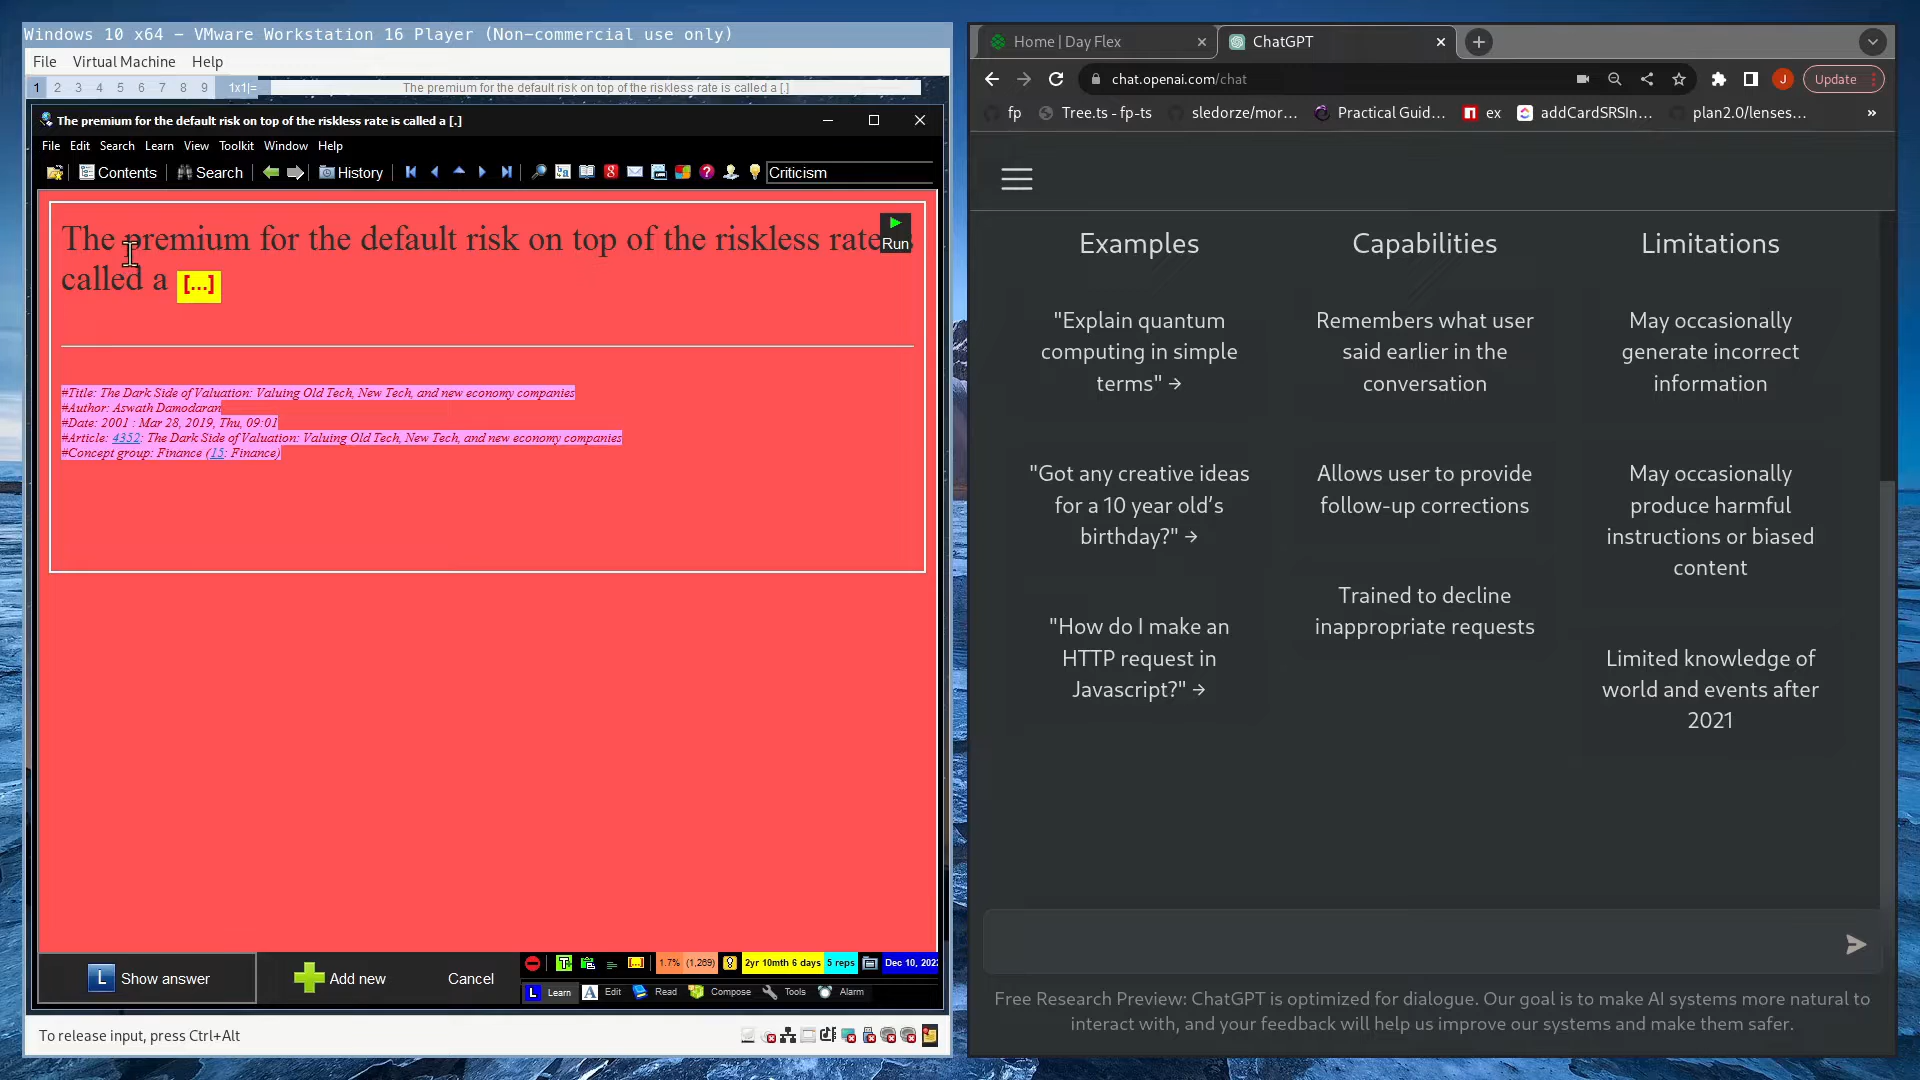 Windows 10 x64 - VMware Workstation 16 Player (Non-commercial use only)
File Virtual Machine Help
1 2 3 4 5 6 7 8 9 1x1|= The premium for the default risk on top of the riskless rate is called a [.]
The premium for the default risk on top of the riskless rate is called a [.]
File Edit Search Learn View Toolkit Window Help
Contents Search History Criticism
The premium for the default risk on top of the riskless rate
Run
called a [...]
#Title: The Dark Side of Valuation: Valuing Old Tech, New Tech, and new economy companies
#Author: Aswath Damodaran
#Date: 2001 : Mar 28, 2019, Thu, 09:01
#Article: 4352: The Dark Side of Valuation: Valuing Old Tech, New Tech, and new economy companies
#Concept group: Finance (15: Finance)
L Show answer Add new Cancel
T [...] 1.7% (1,269) 2yr 10mth 6 days 5 reps Dec 10, 202
L Learn A Edit Read Compose Tools Alarm
To release input, press Ctrl+Alt
Home | Day Flex ChatGPT
chat.openai.com/chat J Update
fp Tree.ts - fp-ts sledorze/mor... Practical Guid... ex addCardSRSIn... plan2.0/lenses... »
Examples
"Explain quantum
computing in simple
terms" →
"Got any creative ideas
for a 10 year old's
birthday?" →
"How do I make an
HTTP request in
Javascript?" →
Capabilities
Remembers what user
said earlier in the
conversation
Allows user to provide
follow-up corrections
Trained to decline
inappropriate requests
Limitations
May occasionally
generate incorrect
information
May occasionally
produce harmful
instructions or biased
content
Limited knowledge of
world and events after
2021
Free Research Preview: ChatGPT is optimized for dialogue. Our goal is to make AI systems more natural to
interact with, and your feedback will help us improve our systems and make them safer.